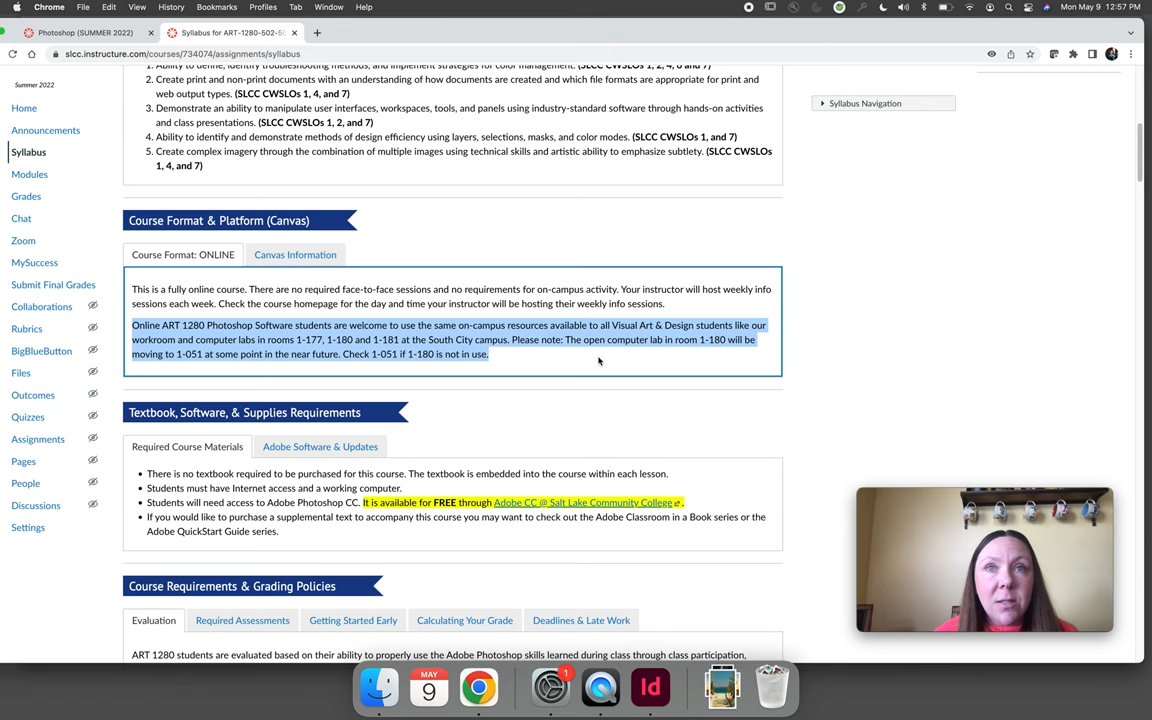 Chrome File Edit View History Bookmarks Profiles Tab Window Help Mon May 9 12:57 PM
Photoshop (SUMMER 2022) × Syllabus for ART-1280-502-50 × +
slcc.instructure.com/courses/734074/assignments/syllabus
Summer 2022
Home
Announcements
Syllabus
Modules
Grades
Chat
Zoom
MySuccess
Submit Final Grades
Collaborations
Rubrics
BigBlueButton
Files
Outcomes
Quizzes
Assignments
Pages
People
Discussions
Settings
1. Ability to define, identify troubleshooting methods, and implement strategies for color management. (SLCC CWSLOs 1, 2, 4, 6 and 7)
2. Create print and non-print documents with an understanding of how documents are created and which file formats are appropriate for print and
web output types. (SLCC CWSLOs 1, 4, and 7)
3. Demonstrate an ability to manipulate user interfaces, workspaces, tools, and panels using industry-standard software through hands-on activities
and class presentations. (SLCC CWSLOs 1, 2, and 7)
4. Ability to identify and demonstrate methods of design efficiency using layers, selections, masks, and color modes. (SLCC CWSLOs 1, and 7)
5. Create complex imagery through the combination of multiple images using technical skills and artistic ability to emphasize subtlety. (SLCC CWSLOs
1, 4, and 7)
Syllabus Navigation
Course Format & Platform (Canvas)
Course Format: ONLINE Canvas Information
This is a fully online course. There are no required face-to-face sessions and no requirements for on-campus activity. Your instructor will host weekly info
sessions each week. Check the course homepage for the day and time your instructor will be hosting their weekly info sessions.
Online ART 1280 Photoshop Software students are welcome to use the same on-campus resources available to all Visual Art & Design students like our
workroom and computer labs in rooms 1-177, 1-180 and 1-181 at the South City campus. Please note: The open computer lab in room 1-180 will be
moving to 1-051 at some point in the near future. Check 1-051 if 1-180 is not in use.
Textbook, Software, & Supplies Requirements
Required Course Materials Adobe Software & Updates
• There is no textbook required to be purchased for this course. The textbook is embedded into the course within each lesson.
• Students must have Internet access and a working computer.
• Students will need access to Adobe Photoshop CC. It is available for FREE through Adobe CC @ Salt Lake Community College.
• If you would like to purchase a supplemental text to accompany this course you may want to check out the Adobe Classroom in a Book series or the
Adobe QuickStart Guide series.
Course Requirements & Grading Policies
Evaluation Required Assessments Getting Started Early Calculating Your Grade Deadlines & Late Work
ART 1280 students are evaluated based on their ability to properly use the Adobe Photoshop skills learned during class through class participation,
MAY
9
1
Id